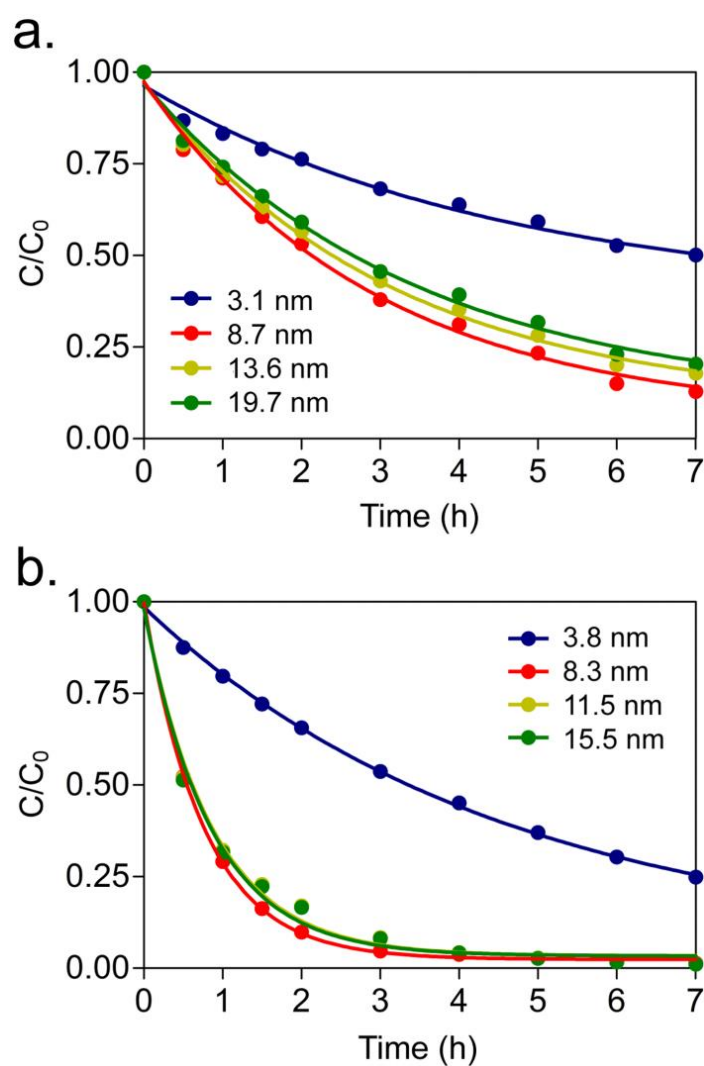 a.
1.00
0.75
0.50
0.25
0.00
C/C₀
3.1 nm
8.7 nm
13.6 nm
19.7 nm
0 1 2 3 4 5 6 7
Time (h)
b.
1.00
0.75
0.50
0.25
0.00
C/C₀
3.8 nm
8.3 nm
11.5 nm
15.5 nm
0 1 2 3 4 5 6 7
Time (h)